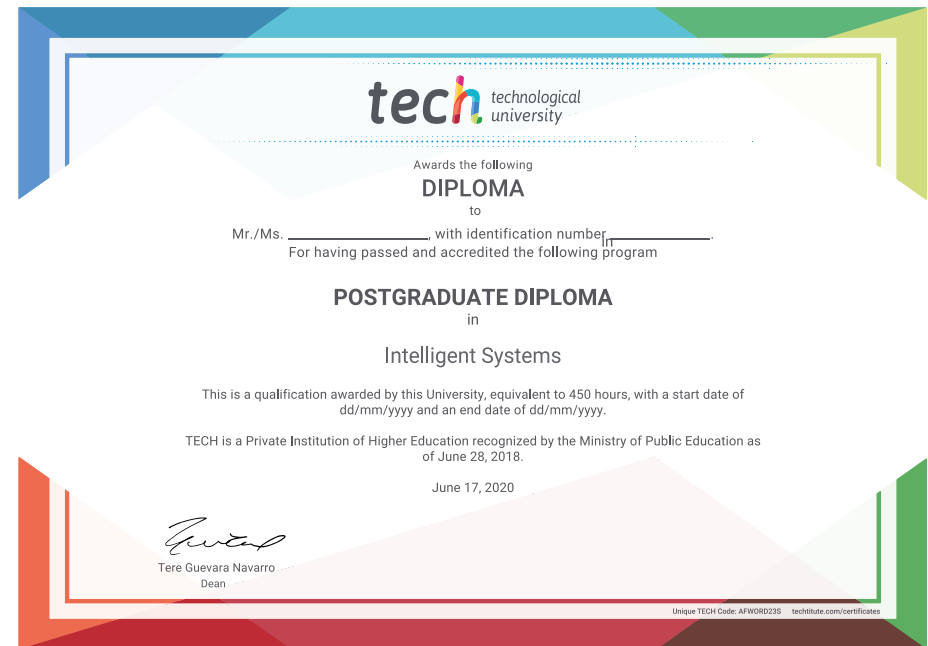 tech technological
university
Awards the following
DIPLOMA
to
Mr./Ms. ____________, with identification number ____________.
in
For having passed and accredited the following program
POSTGRADUATE DIPLOMA
in
Intelligent Systems
This is a qualification awarded by this University, equivalent to 450 hours, with a start date of
dd/mm/yyyy and an end date of dd/mm/yyyy.
TECH is a Private Institution of Higher Education recognized by the Ministry of Public Education as
of June 28, 2018.
June 17, 2020
Tere Guevara Navarro
Dean
Unique TECH Code: AFWORD23S techtitute.com/certificates